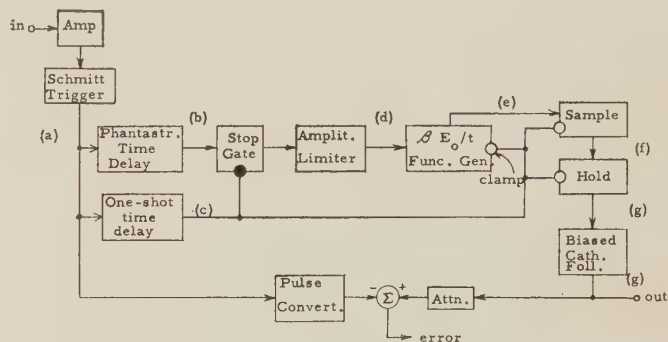 in
Amp
Schmitt
Trigger
(a)
Phantastr.
Time
Delay
(b)
Stop
Gate
Amplit.
Limiter
(d)
β E₀/t
Func. Gen.
clamp
(e)
Sample
(f)
Hold
(g)
One-shot
time
delay
(c)
Biased
Cath.
Foll.
(g)
out
Pulse
Convert.
-
Σ
+
Attn.
error